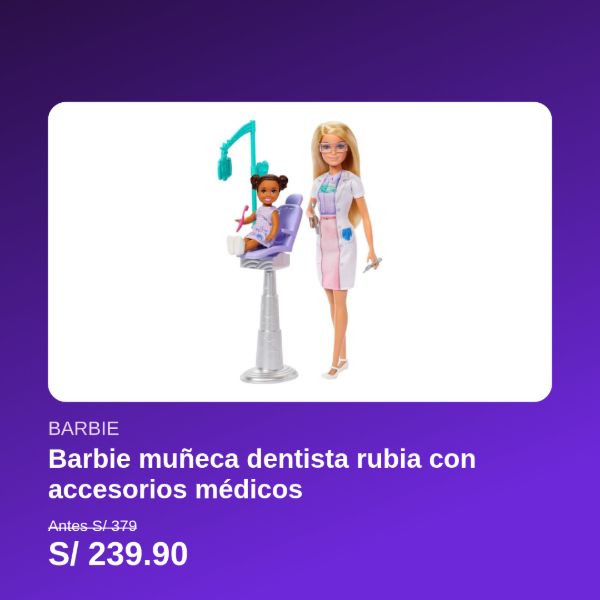 BARBIE
Barbie muñeca dentista rubia con
accesorios médicos
Antes S/ 379
S/ 239.90